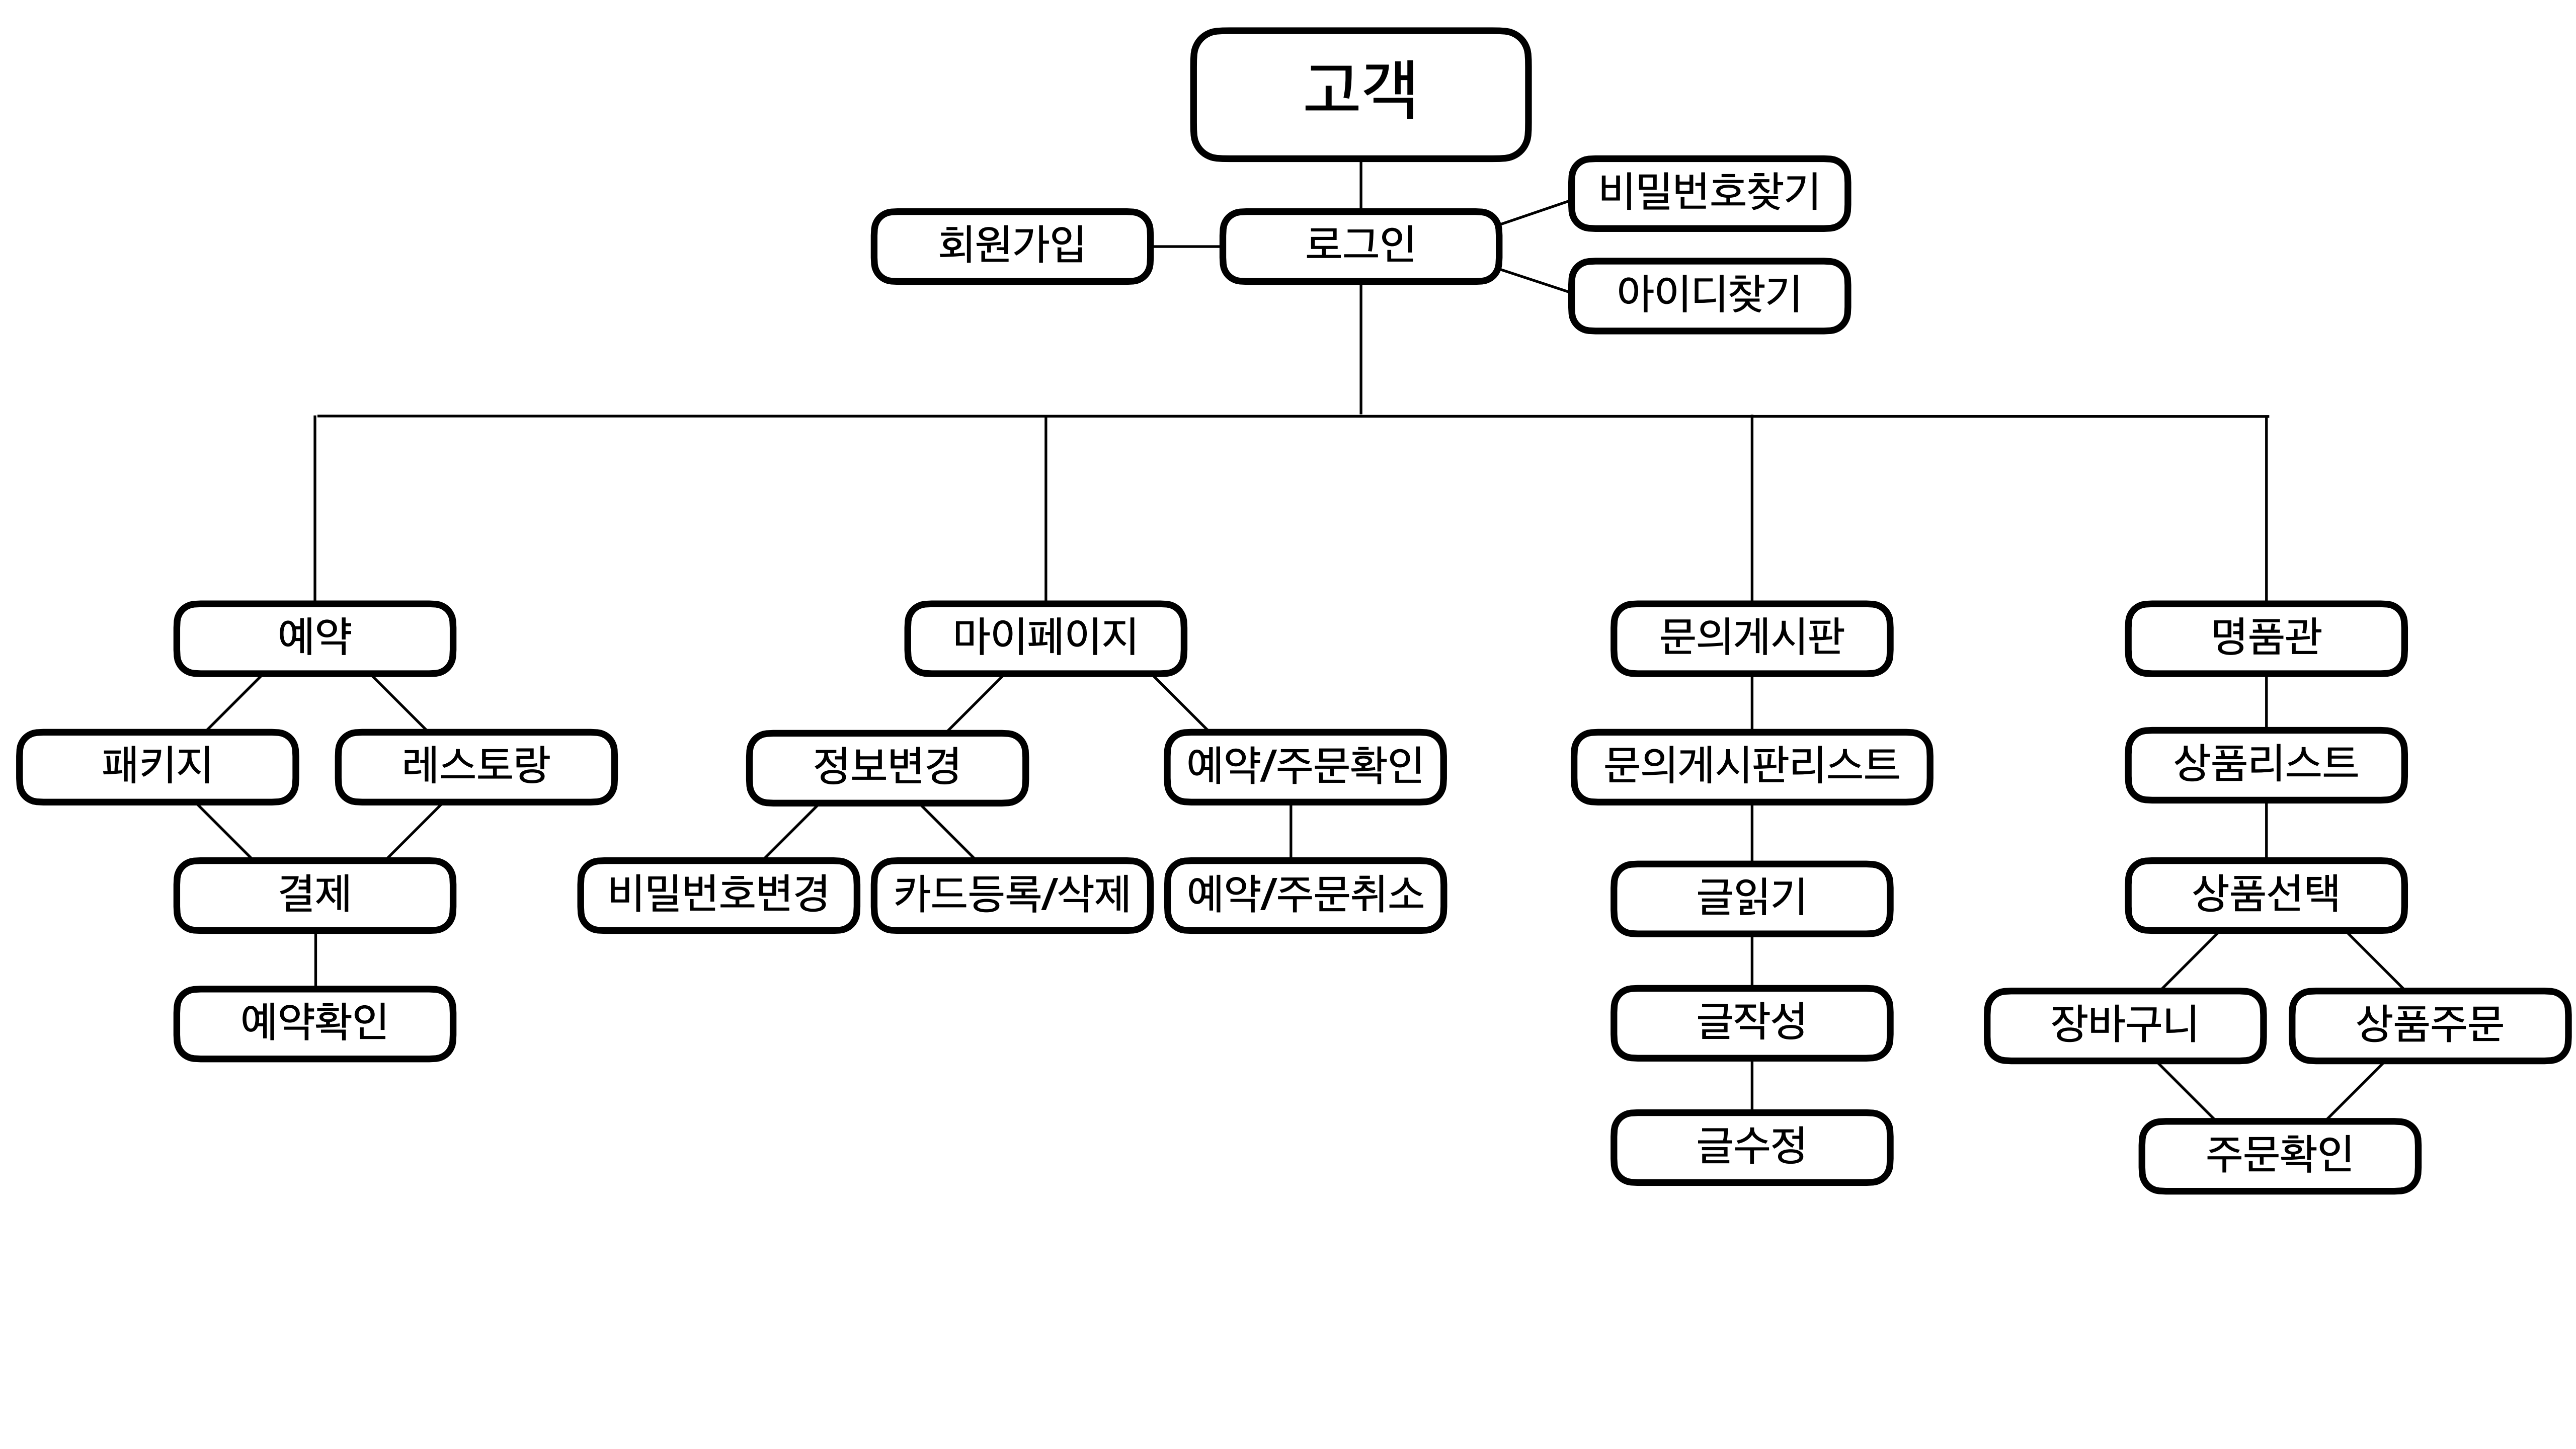 고객
비밀번호찾기
회원가입
로그인
아이디찾기
예약
마이페이지
문의게시판
명품관
패키지
레스토랑
정보변경
예약/주문확인
문의게시판리스트
상품리스트
결제
비밀번호변경
카드등록/삭제
예약/주문취소
글읽기
상품선택
예약확인
글작성
장바구니
상품주문
글수정
주문확인